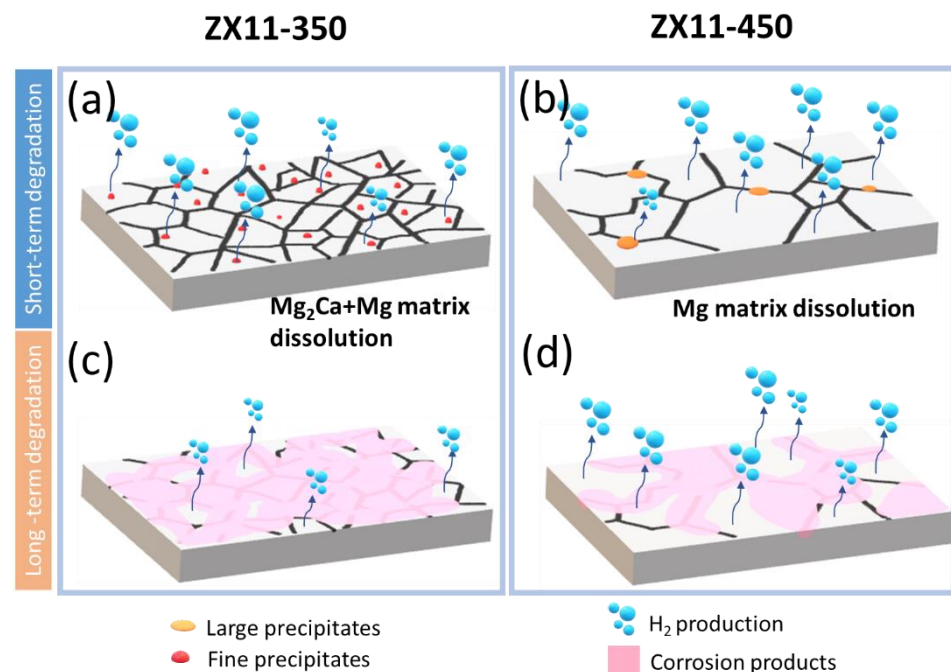 ZX11-350
ZX11-450
Short-term degradation
(a)
(b)
Mg₂Ca+Mg matrix
dissolution
Mg matrix dissolution
Long -term degradation
(c)
(d)
Large precipitates
Fine precipitates
H₂ production
Corrosion products